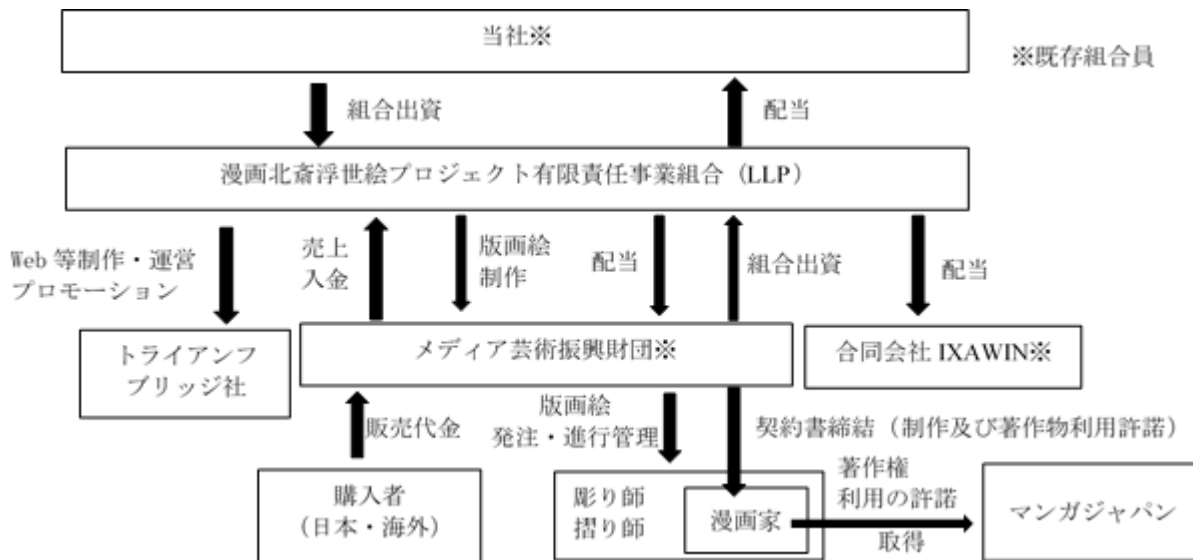 当社※
※既存組合員
組合出資
配当
漫画北斎浮世絵プロジェクト有限責任事業組合（LLP）
Web 等制作・運営
プロモーション
売上
入金
版画絵
制作
配当
組合出資
配当
トライアンフ
ブリッジ社
メディア芸術振興財団※
合同会社 IXAWIN※
販売代金
版画絵
発注・進行管理
契約書締結（制作及び著作物利用許諾）
購入者
（日本・海外）
彫り師
摺り師
漫画家
著作権
利用の許諾
取得
マンガジャパン